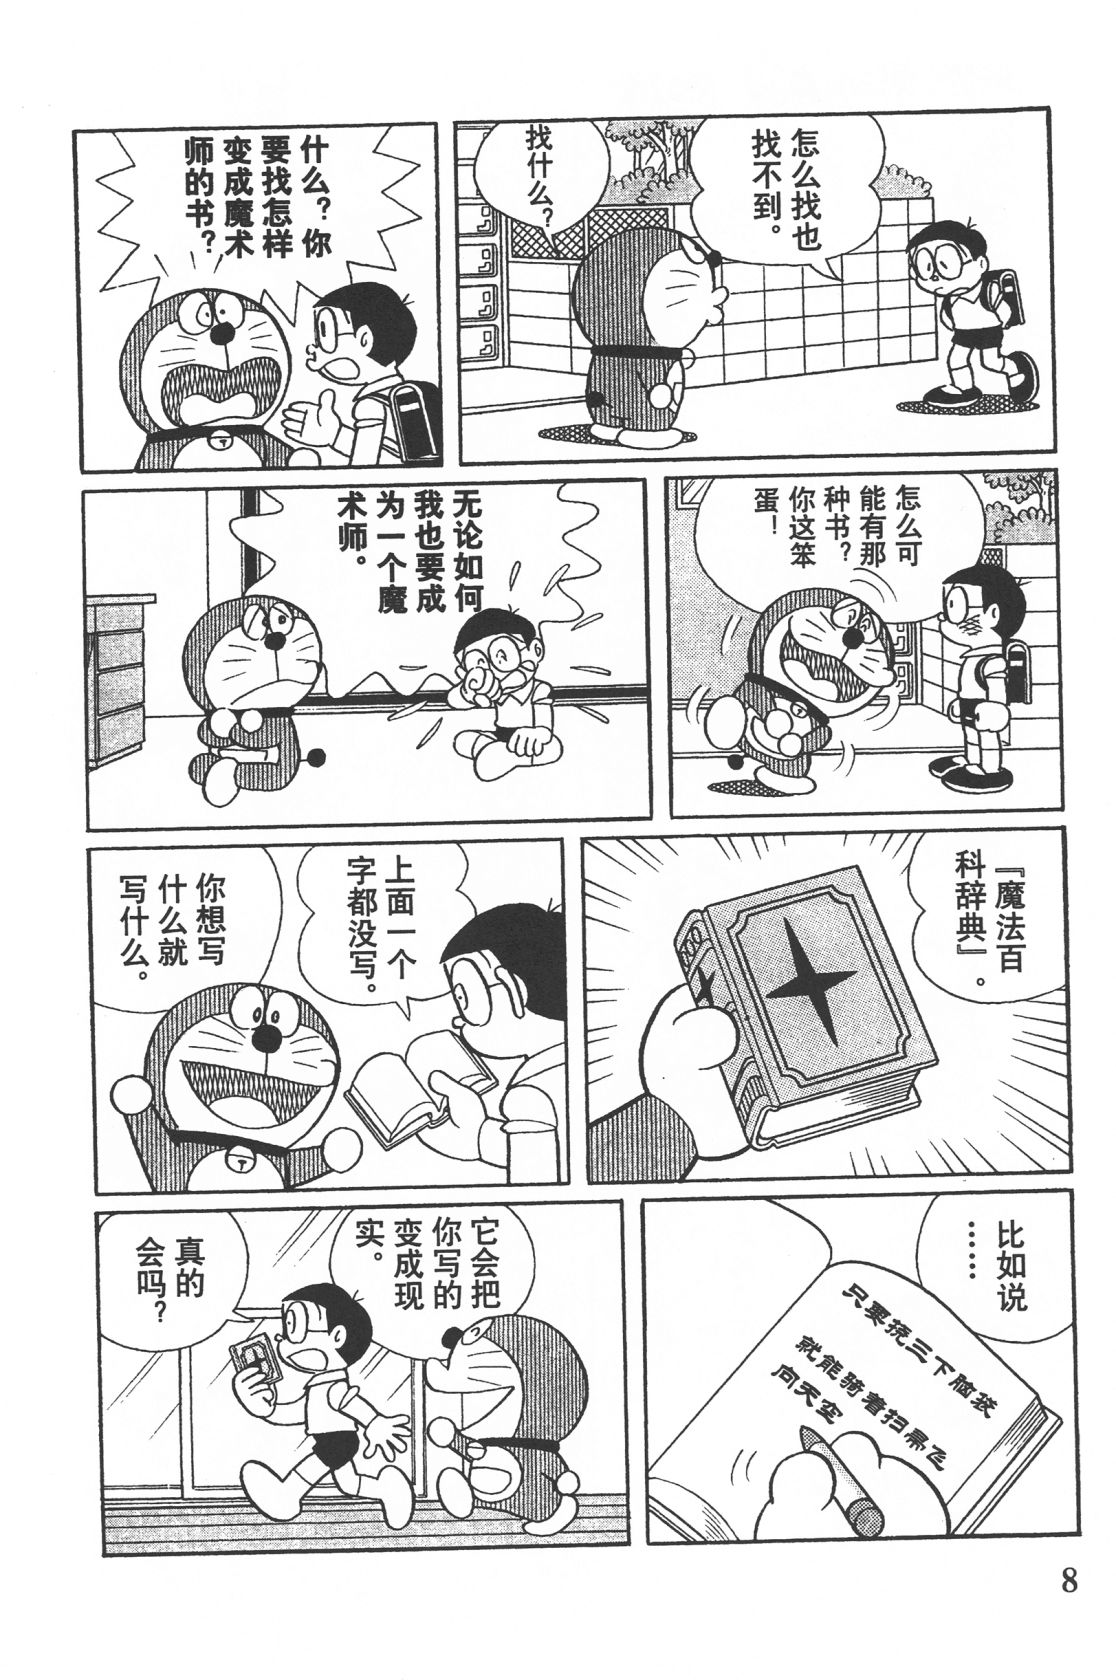 怎么找也
找不到。
找什么？
什么？你
要找怎样
变成魔术
师的书？
怎么可
能有那
种书？
你这笨
蛋！
无论如何
我也要成
为一个魔
术师。
『魔法百
科辞典』。
上面一个
字都没写。
你想写
什么就
写什么。
比如说
……
只要挠三下脑孩
就能骑着扫帚飞
向天空
它会把
你写的
变成现
实。
真的
会吗？
8